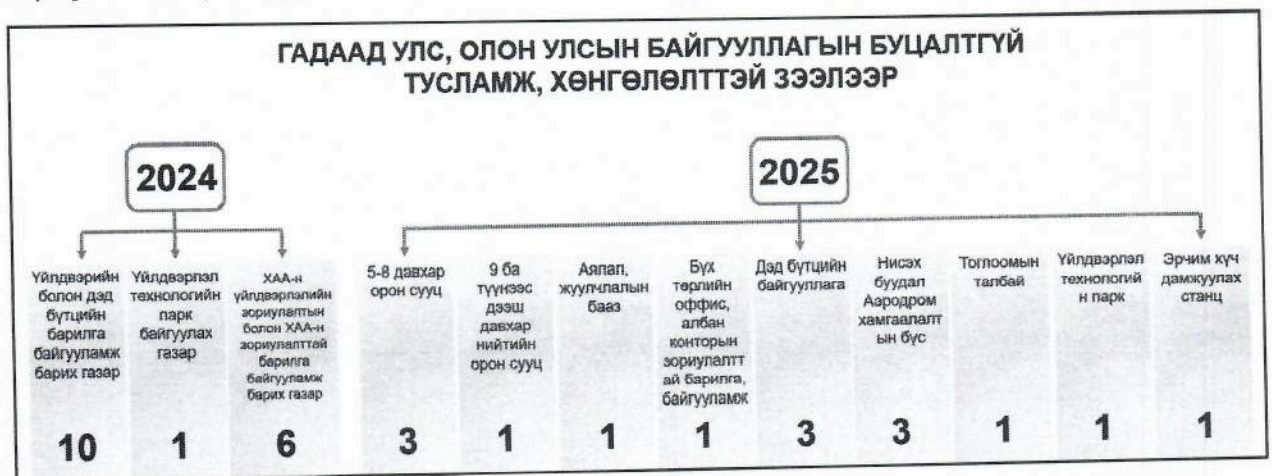 ГАДААД УЛС, ОЛОН УЛСЫН БАЙГУУЛЛАГЫН БУЦАЛТГҮЙ
ТУСЛАМЖ, ХӨНГӨЛӨЛТТЭЙ ЗЭЭЛЭЭР
2024
2025
Үйлдвэрийн
болон дэд
бүтцийн
барилга
байгууламж
барих газар
10
Үйлдвэрлэл
технологийн
парк
байгуулах
газар
1
ХАА-н
үйлдвэрлэлийн
зориулалтын
болон ХАА-н
зориулалттай
барилга
байгууламж
барих газар
6
5-8 давхар
орон сууц
3
9 ба
түүнээс
дээш
давхар
нийтийн
орон сууц
1
Аялал,
жуулчлалын
бааз
1
Бүх
төрлийн
оффис,
албан
конторын
зориулалтт
ай барилга,
байгууламж
1
Дэд бүтцийн
байгууллага
3
Нисэх
буудал
Аэродром
хамгаалалт
ын бүс
3
Тоглоомын
талбай
1
Үйлдвэрлэл
технологий
н парк
1
Эрчим хүч
дамжуулах
станц
1